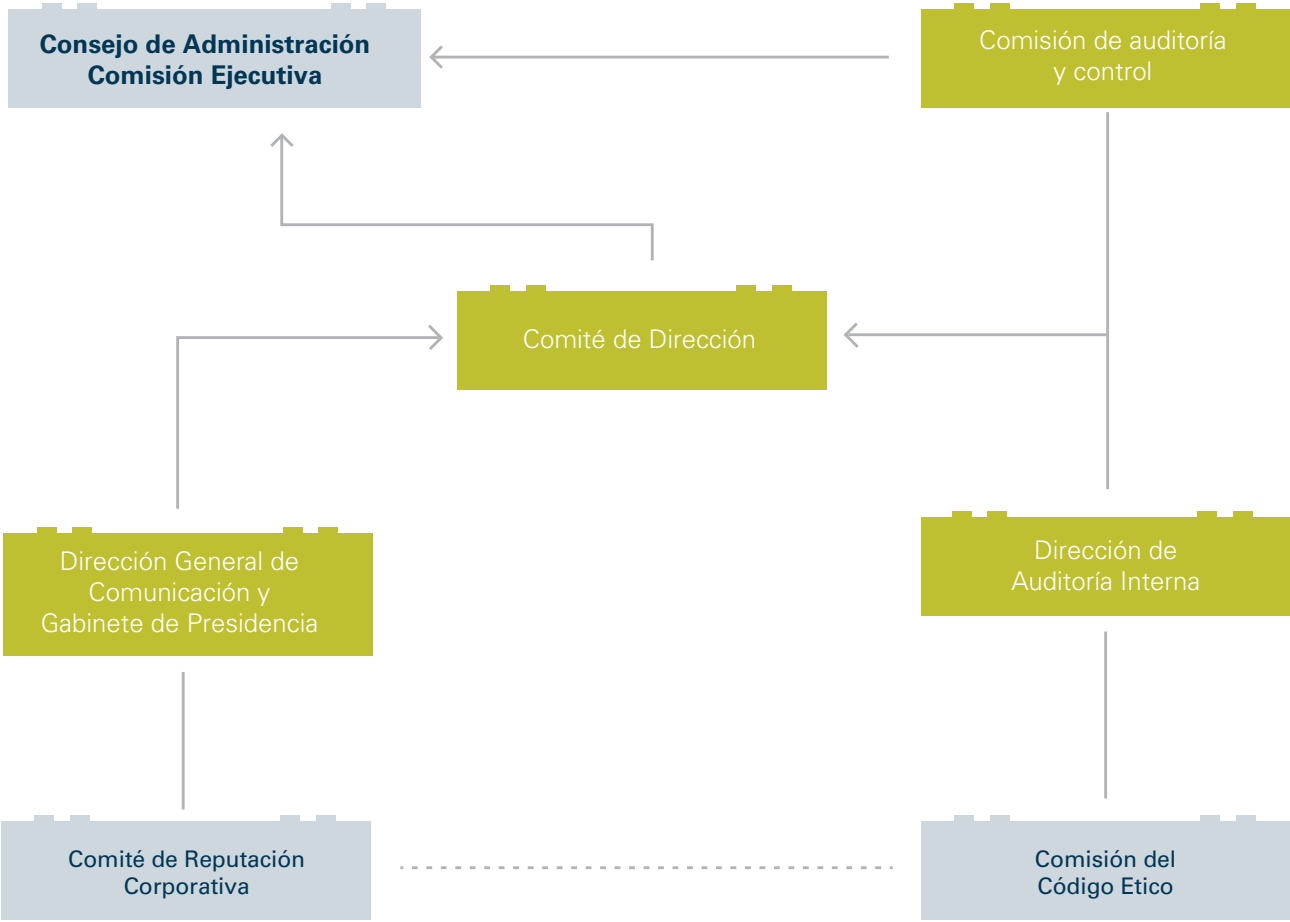 Consejo de Administración
Comisión Ejecutiva
Comisión de auditoría
y control
Comité de Dirección
Dirección General de
Comunicación y
Gabinete de Presidencia
Dirección de
Auditoría Interna
Comité de Reputación
Corporativa
Comisión del
Código Etico